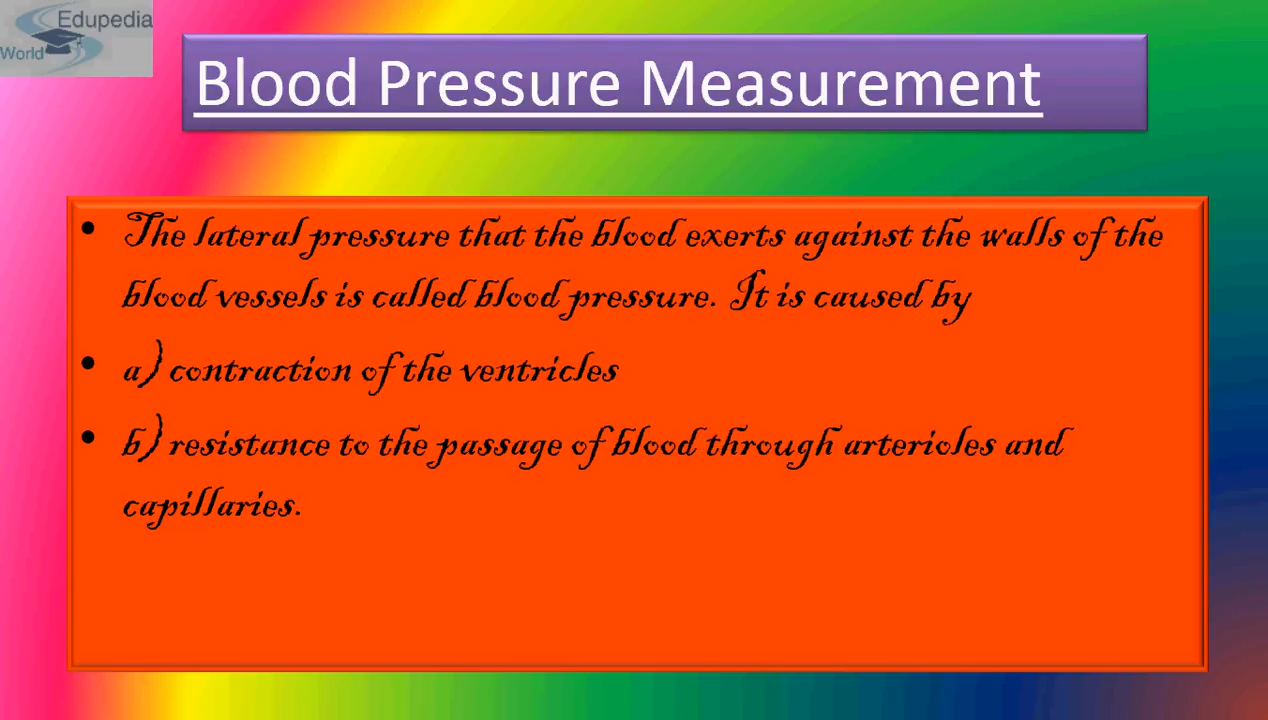 Edupedia
World
Blood Pressure Measurement
• The lateral pressure that the blood exerts against the walls of the
blood vessels is called blood pressure. It is caused by
• a) contraction of the ventricles
• b) resistance to the passage of blood through arterioles and
capillaries.